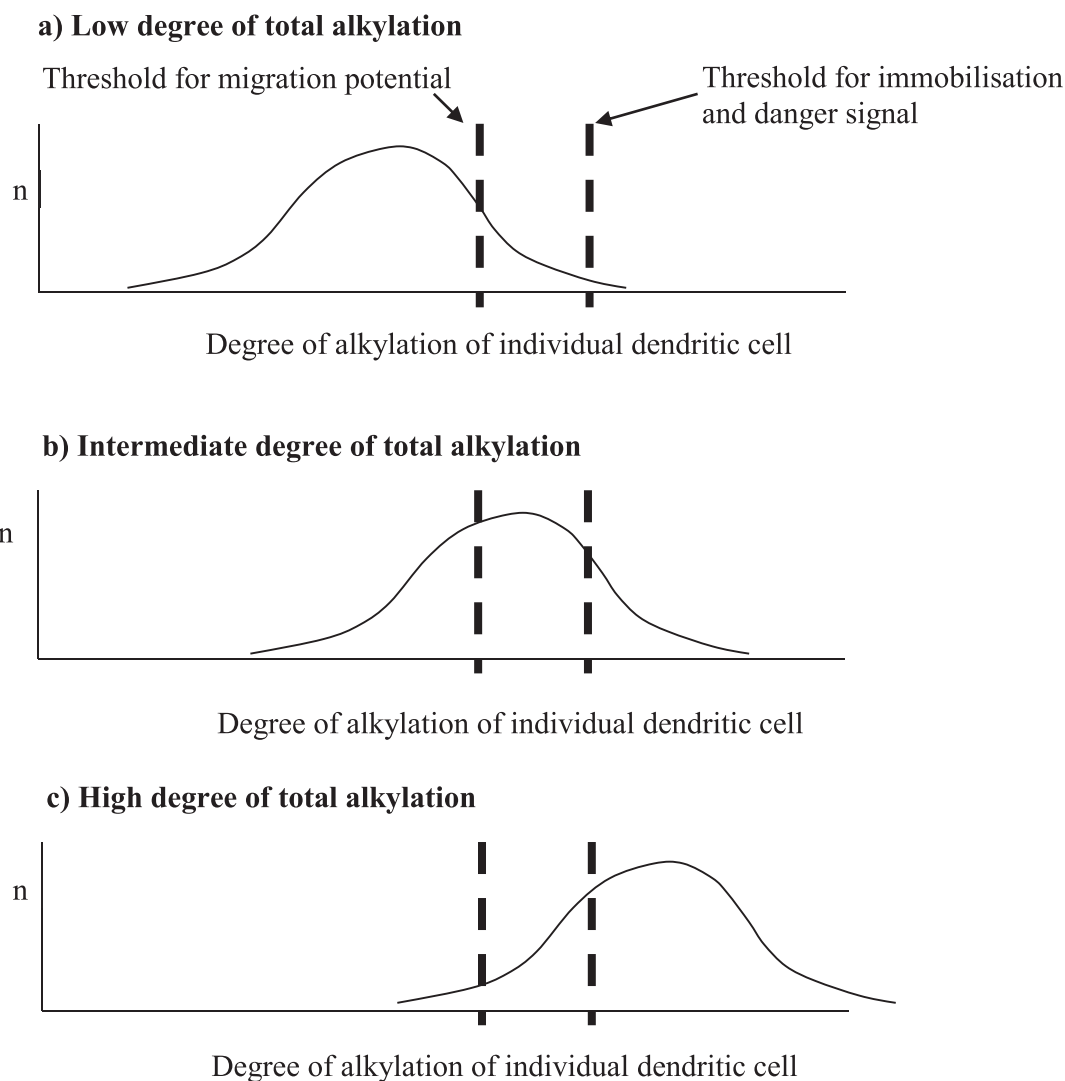 a) Low degree of total alkylation
Threshold for migration potential
Threshold for immobilisation
and danger signal
n
Degree of alkylation of individual dendritic cell
b) Intermediate degree of total alkylation
n
Degree of alkylation of individual dendritic cell
c) High degree of total alkylation
n
Degree of alkylation of individual dendritic cell